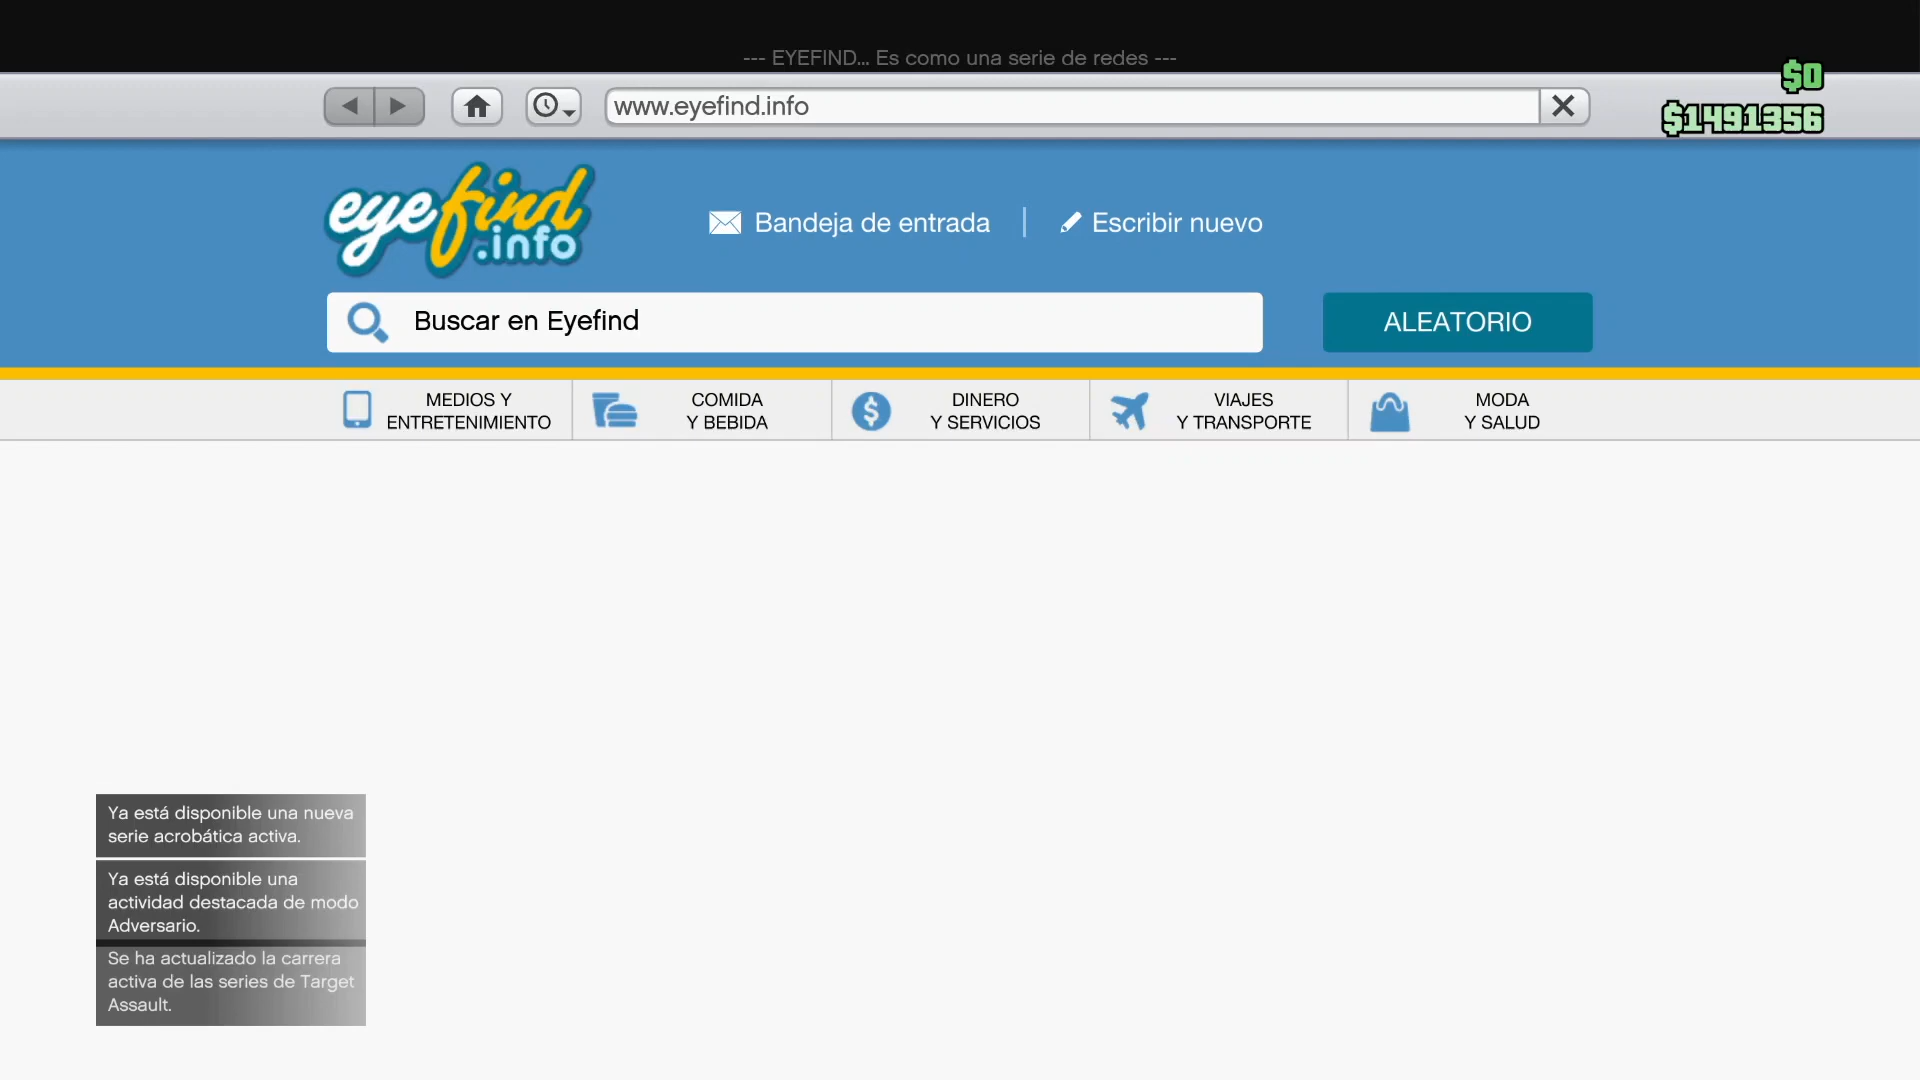 --- EYEFIND... Es como una serie de redes ---
$0
www.eyefind.info
$1491356
eyefind
.info
Bandeja de entrada
Escribir nuevo
Buscar en Eyefind
ALEATORIO
MEDIOS Y
ENTRETENIMIENTO
COMIDA
Y BEBIDA
DINERO
Y SERVICIOS
VIAJES
Y TRANSPORTE
MODA
Y SALUD
Ya está disponible una nueva
serie acrobática activa.
Ya está disponible una
actividad destacada de modo
Adversario.
Se ha actualizado la carrera
activa de las series de Target
Assault.